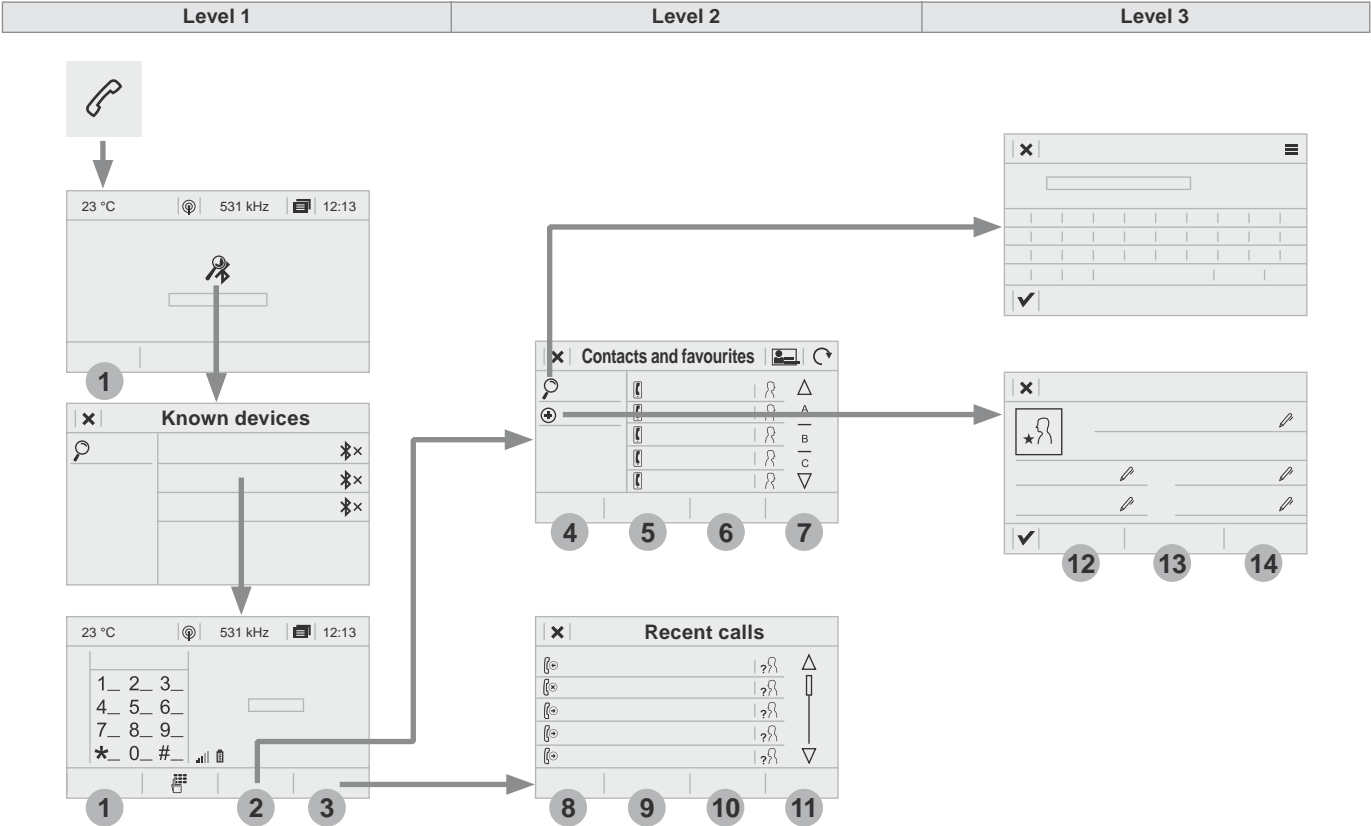 Level 1 Level 2 Level 3
23 °C 531 kHz 12:13
1
Known devices
23 °C 531 kHz 12:13
1_ 2_ 3_
4_ 5_ 6_
7_ 8_ 9_
*_ 0_ #_
1 2 3
Contacts and favourites
A
B
C
4 5 6 7
Recent calls
?
?
?
?
?
8 9 10 11
12 13 14